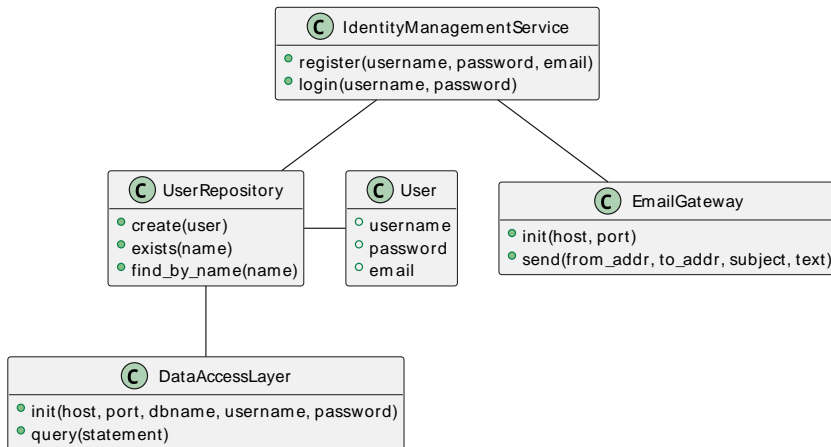 C IdentityManagementService
register(username, password, email)
login(username, password)
C UserRepository
create(user)
exists(name)
find_by_name(name)
C User
username
password
email
C EmailGateway
init(host, port)
send(from_addr, to_addr, subject, text)
C DataAccessLayer
init(host, port, dbname, username, password)
query(statement)